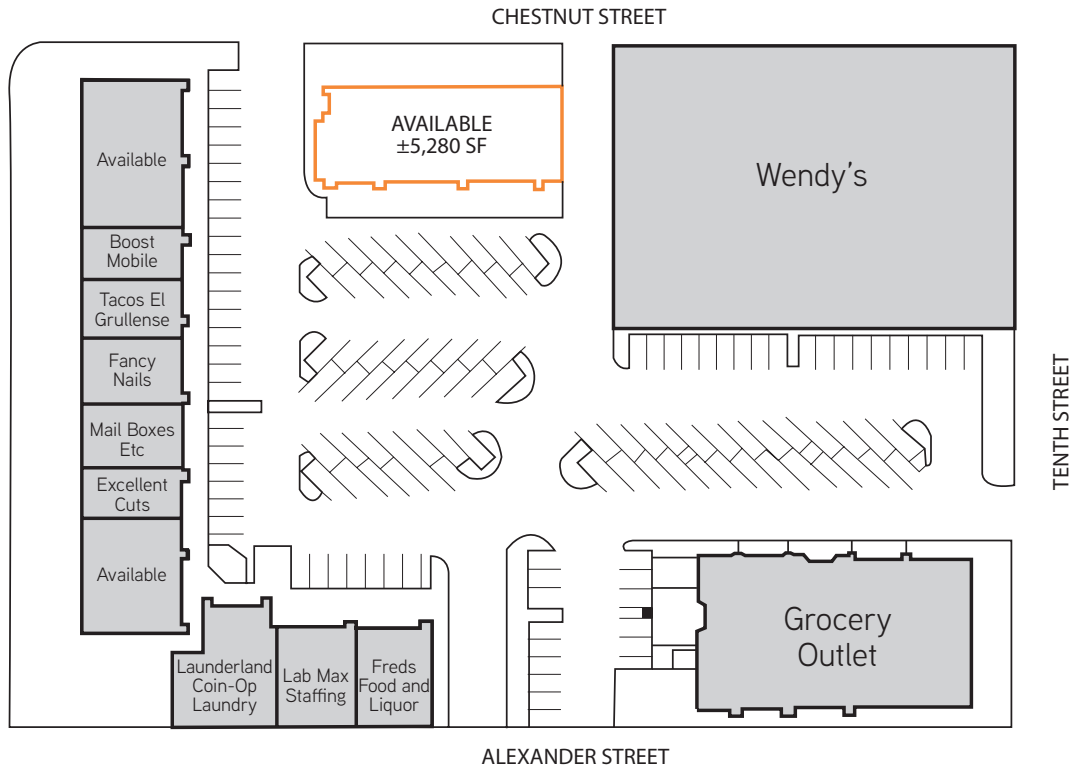 CHESTNUT STREET
AVAILABLE
±5,280 SF
Wendy's
Available
Boost
Mobile
Tacos El
Grullense
Fancy
Nails
Mail Boxes
Etc
Excellent
Cuts
Available
TENTH STREET
Launderland
Coin-Op
Laundry
Lab Max
Staffing
Freds
Food and
Liquor
Grocery
Outlet
ALEXANDER STREET